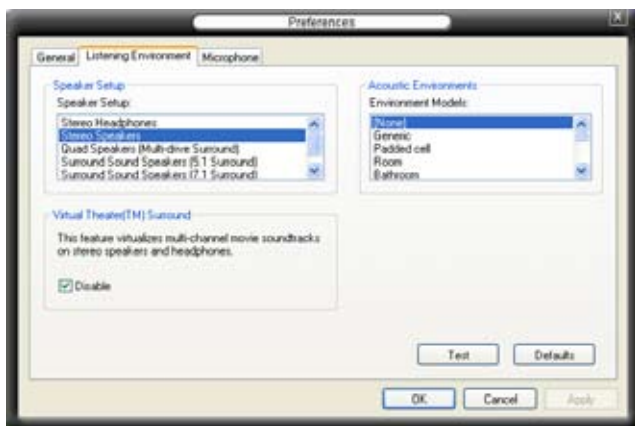 Preferences
X
General
Listening Environment
Microphone
Speaker Setup
Speaker Setup:
Stereo Headphones
Stereo Speakers
Quad Speakers (Multi-drive Surround)
Surround Sound Speakers (5.1 Surround)
Surround Sound Speakers (7.1 Surround)
Acoustic Environments
Environment Models:
(None)
Generic
Padded cell
Room
Bathroom
Virtual Theater(TM) Surround
This feature virtualizes multi-channel movie soundtracks
on stereo speakers and headphones.
Disable
Test
Defaults
OK
Cancel
Apply